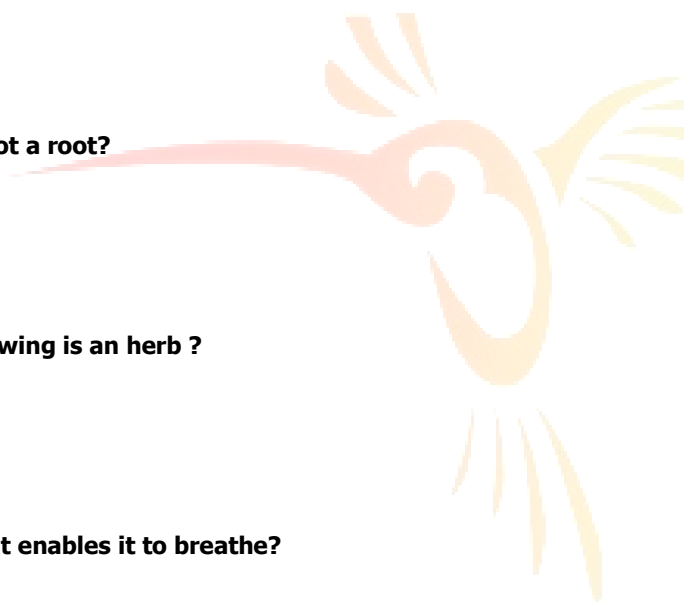 ot a root?
wing is an herb ?
t enables it to breathe?